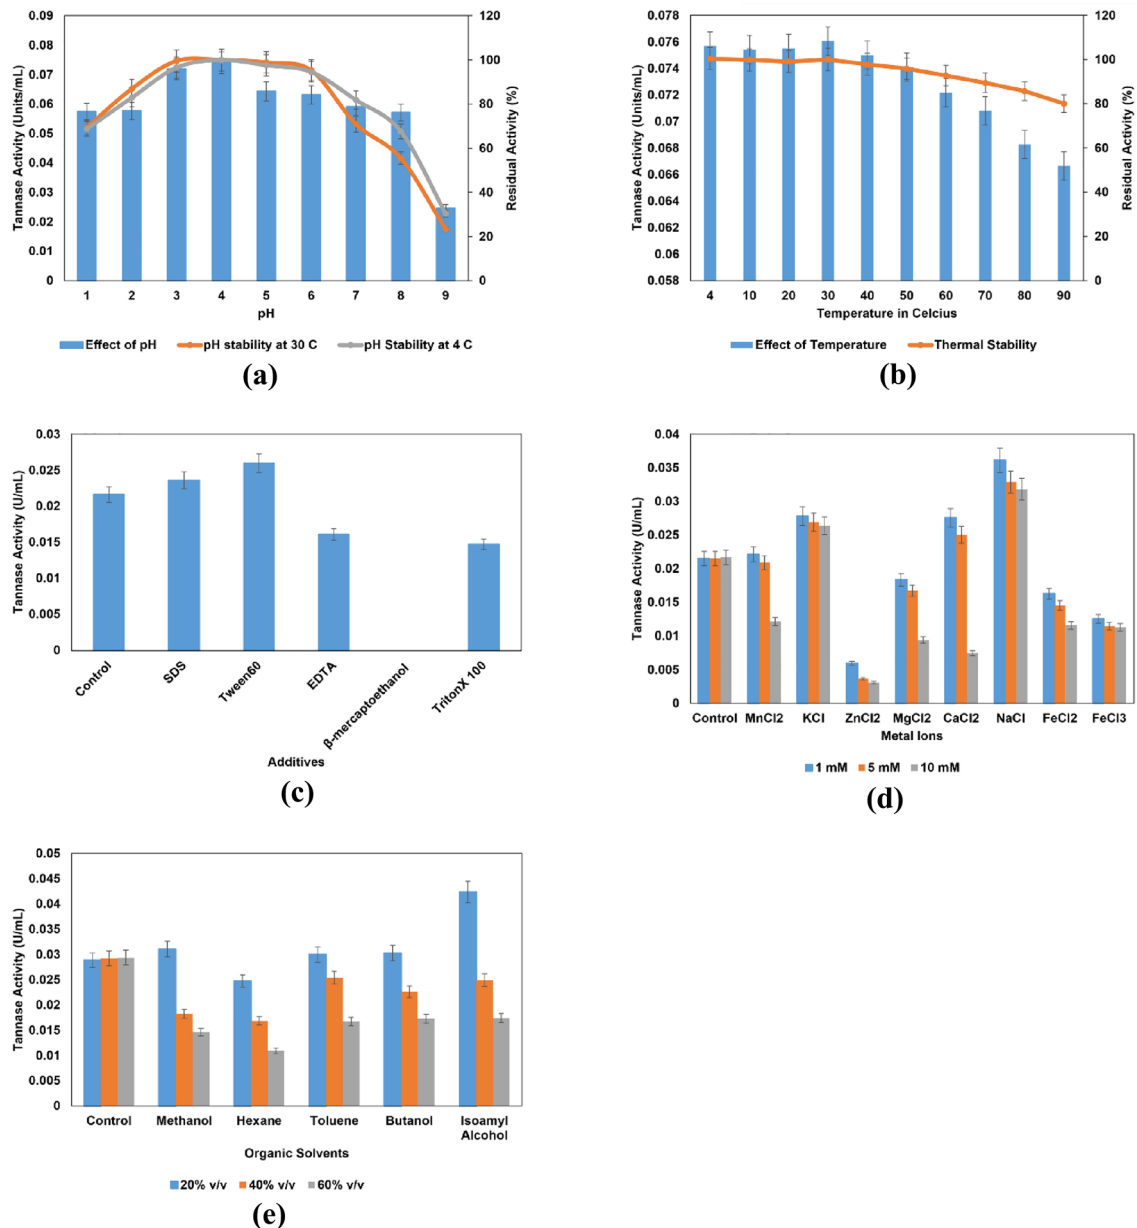 0.09
0.08
0.07
0.06
0.05
0.04
0.03
0.02
0.01
0
Tannase Activity (Units/mL)
120
100
80
60
40
20
0
Residual Activity (%)
1 2 3 4 5 6 7 8 9
pH
Effect of pH pH stability at 30 C pH Stability at 4 C
(a)
0.078
0.076
0.074
0.072
0.07
0.068
0.066
0.064
0.062
0.06
0.058
Tannase Activity (Units/mL)
120
100
80
60
40
20
0
Residual Activity (%)
4 10 20 30 40 50 60 70 80 90
Temperature in Celcius
Effect of Temperature Thermal Stability
(b)
0.03
0.025
0.02
0.015
0.01
0.005
0
Tannase Activity (U/mL)
Control SDS Tween60 EDTA β-mercaptoethanol TritonX 100
Additives
(c)
0.04
0.035
0.03
0.025
0.02
0.015
0.01
0.005
0
Tannase Activity (U/mL)
Control MnCl2 KCl ZnCl2 MgCl2 CaCl2 NaCl FeCl2 FeCl3
Metal Ions
1 mM 5 mM 10 mM
(d)
0.05
0.045
0.04
0.035
0.03
0.025
0.02
0.015
0.01
0.005
0
Tannase Activity (U/mL)
Control Methanol Hexane Toluene Butanol Isoamyl
Alcohol
Organic Solvents
20% v/v 40% v/v 60% v/v
(e)